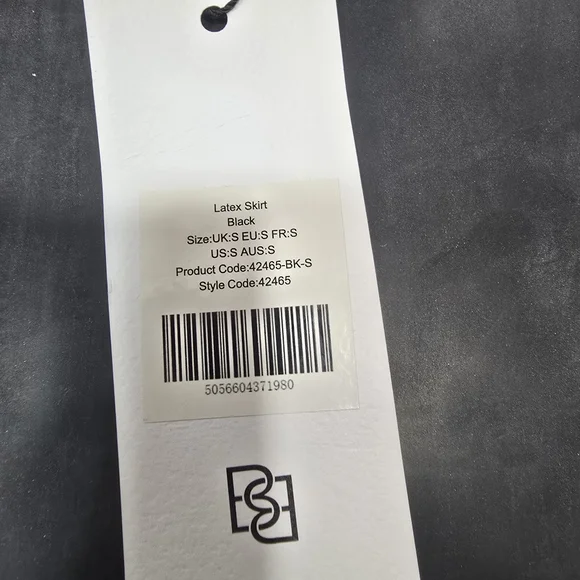 Latex Skirt
Black
Size:UK:S EU:S FR:S
US:S AUS:S
Product Code:42465-BK-S
Style Code:42465
5056604371980